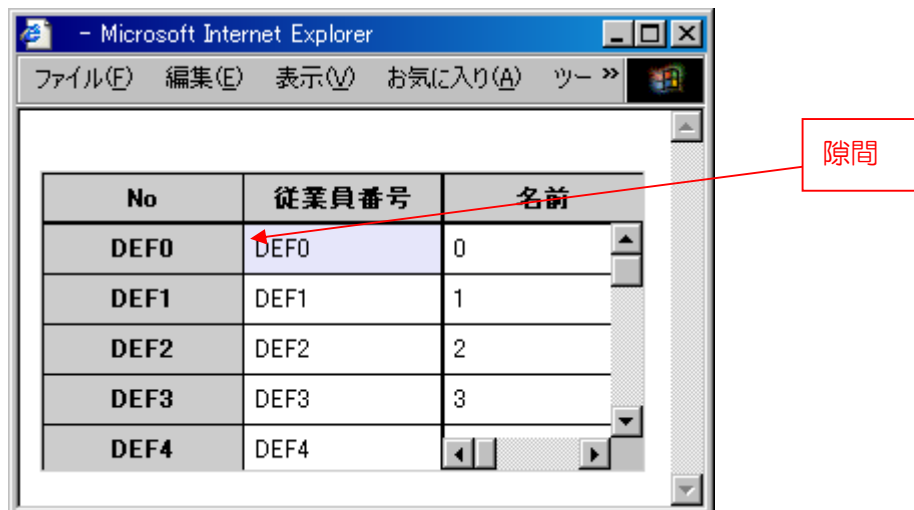 - Microsoft Internet Explorer
ファイル(F) 編集(E) 表示(V) お気に入り(A) ツー »
隙間
No 従業員番号 名前
DEF0 DEF0 0
DEF1 DEF1 1
DEF2 DEF2 2
DEF3 DEF3 3
DEF4 DEF4